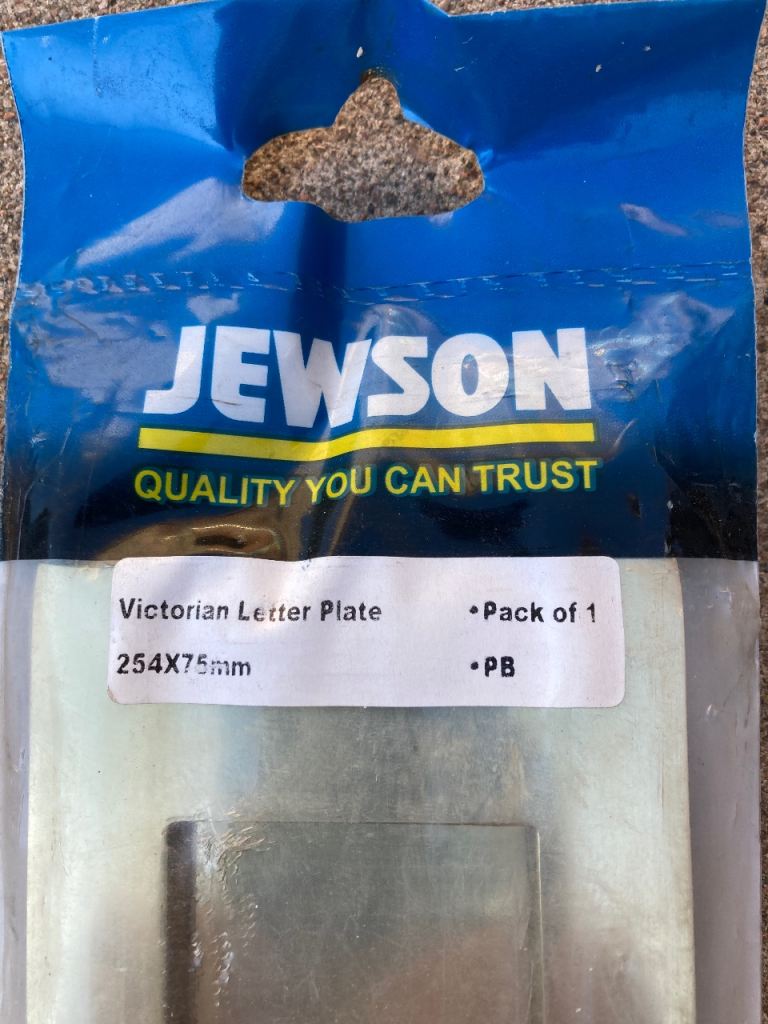 JEWSON
QUALITY YOU CAN TRUST
Victorian Letter Plate •Pack of 1
254X75mm •PB